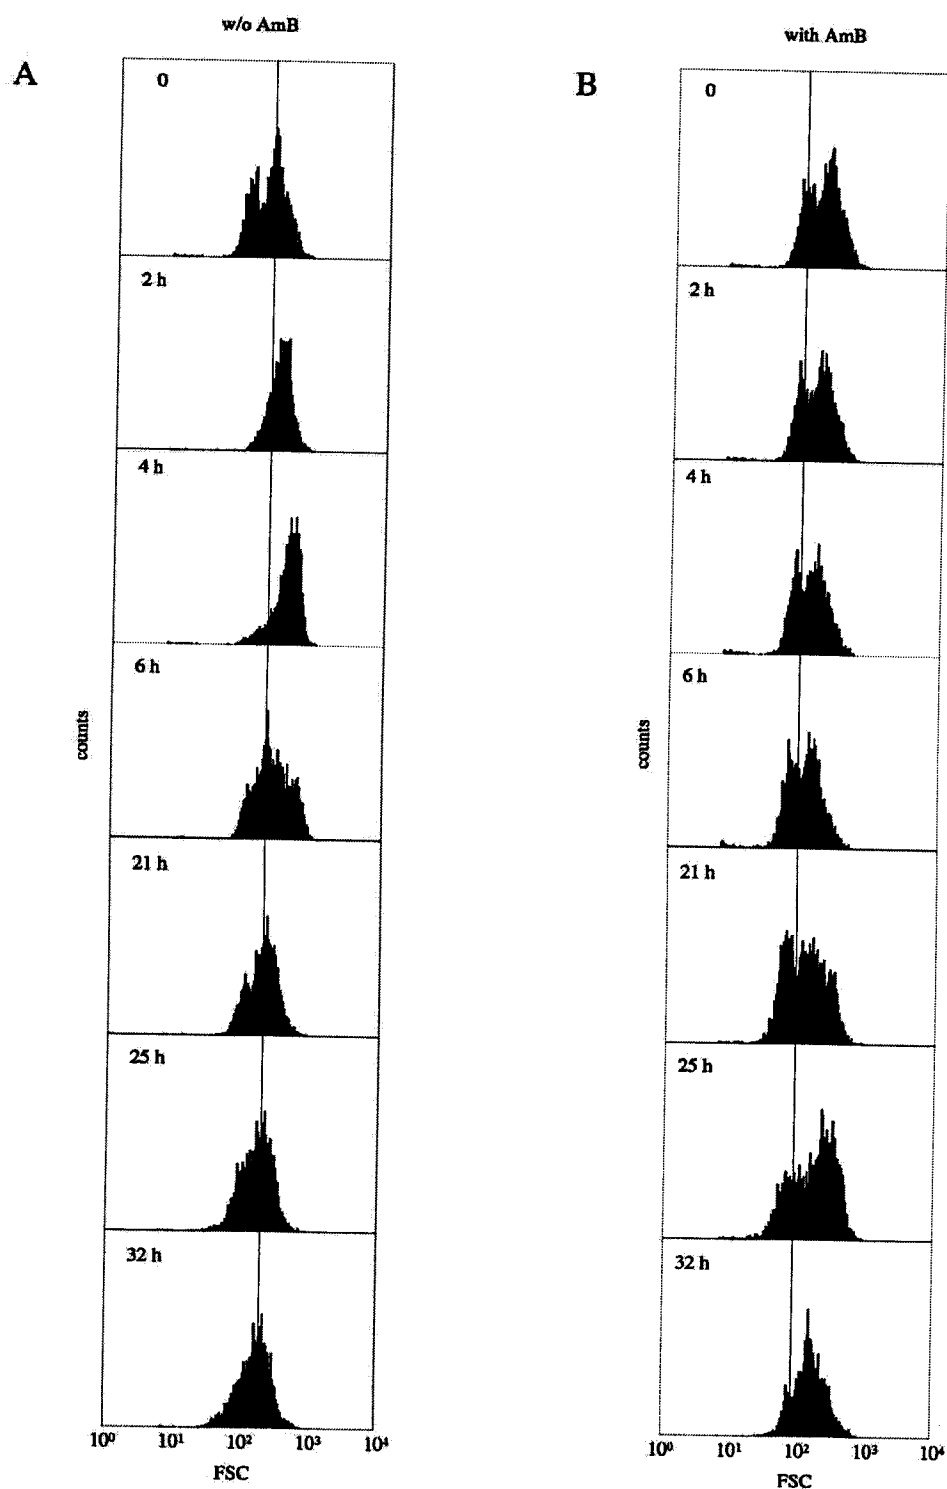 w/o AmB
A
0
2 h
4 h
6 h
21 h
25 h
32 h
counts
10⁰ 10¹ 10² 10³ 10⁴
FSC
with AmB
B
0
2 h
4 h
6 h
21 h
25 h
32 h
counts
10⁰ 10¹ 10² 10³ 10⁴
FSC